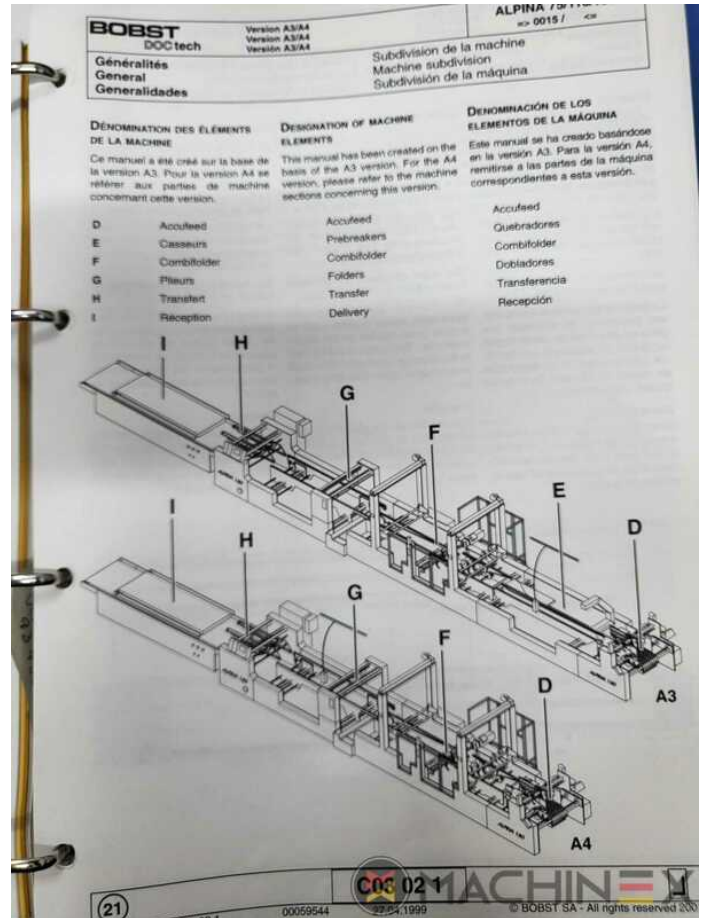 BOBST
DOCtech
Version A3/A4
Version A3/A4
Versión A3/A4
ALPINA 75/
=> 0015 / <=
Généralités
General
Generalidades
Subdivision de la machine
Machine subdivision
Subdivisión de la máquina
DÉNOMINATION DES ÉLÉMENTS
DE LA MACHINE
Ce manuel a été créé sur la base de
la version A3. Pour la version A4 se
référer aux parties de machine
concernant cette version.
DESIGNATION OF MACHINE
ELEMENTS
This manual has been created on the
basis of the A3 version. For the A4
version, please refer to the machine
sections concerning this version.
DENOMINACIÓN DE LOS
ELEMENTOS DE LA MÁQUINA
Este manual se ha creado basándose
en la versión A3. Para la versión A4,
remitirse a las partes de la máquina
correspondientes a esta versión.
D Accufeed Accufeed Accufeed
E Casseurs Prebreakers Quebradores
F Combifolder Combifolder Combifolder
G Plieurs Folders Dobladores
H Transfert Transfer Transferencia
I Réception Delivery Recepción
I
H
G
F
E
D
A3
I
H
G
F
D
A4
C03 02 1
MACHINEX
21
00059544
27.04.1999
© BOBST SA - All rights reserved 200